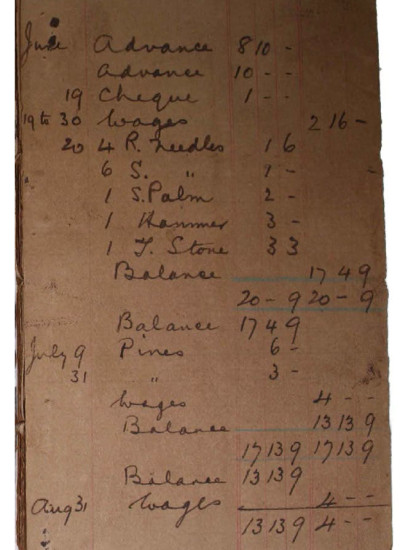 June Advance 8 10 -
Advance 10 - -
19 Cheque 1 - -
19 to 30 Wages 2 16 -
20 4 R. Needles 1 6
6 S. " 1 -
1 S. Palm 2 -
1 Hammer 3 -
1 T. Stone 3 3
Balance 17 4 9
20 - 9 20 - 9
Balance 17 4 9
July 9 Pines 6 -
31 " 3 -
Wages 4 - -
Balance 13 13 9
17 13 9 17 13 9
Balance 13 13 9
Aug 31 Wages 4 - -
13 13 9 4 - -